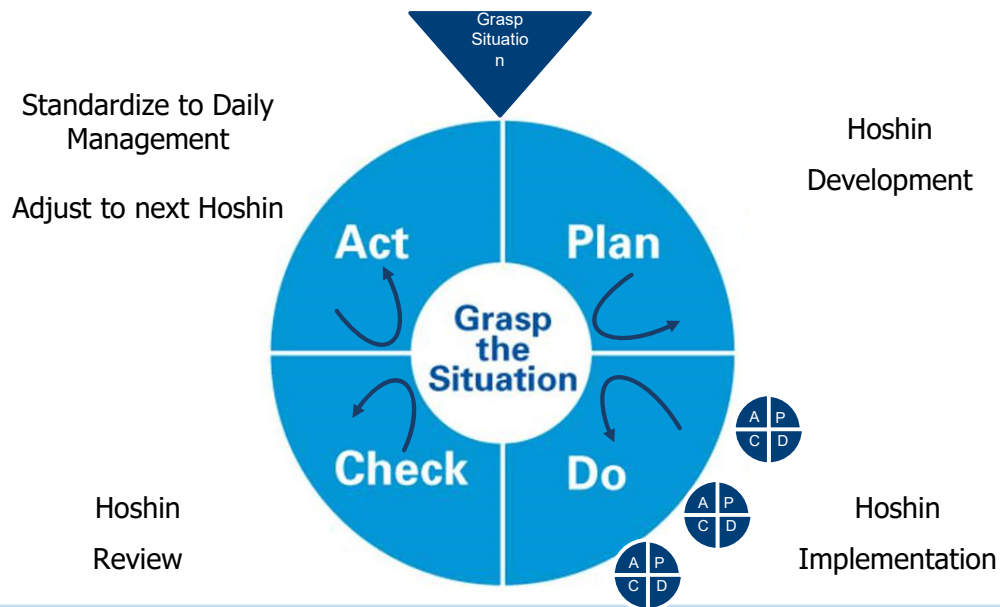 Grasp
Situatio
n
Standardize to Daily
Management
Adjust to next Hoshin
Hoshin
Development
Act
Plan
Grasp
the
Situation
Check
Do
A P
C D
A P
C D
A P
C D
Hoshin
Review
Hoshin
Implementation